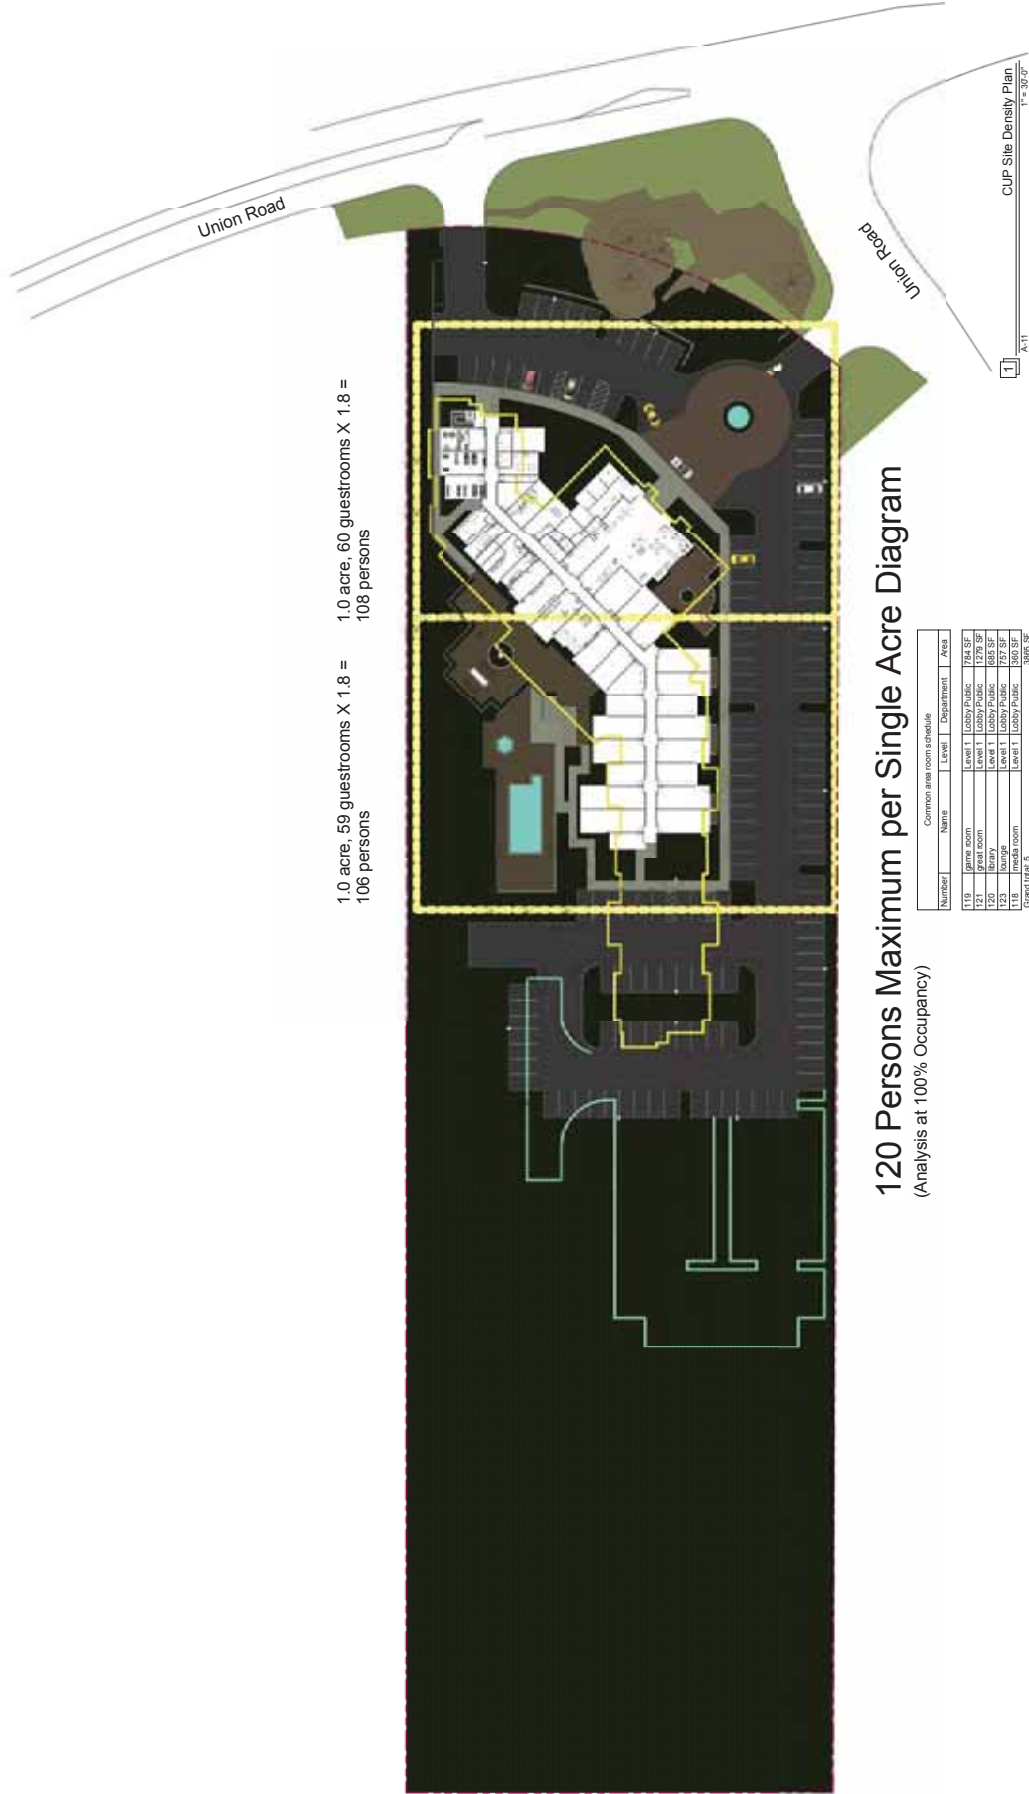 Union Road
Union Road
1.0 acre, 59 guestrooms X 1.8 =
106 persons
1.0 acre, 60 guestrooms X 1.8 =
108 persons
120 Persons Maximum per Single Acre Diagram
(Analysis at 100% Occupancy)
Common area room schedule
Number Name Level Department Area
119 game room Level 1 Lobby Public 784 SF
121 great room Level 1 Lobby Public 1279 SF
120 library Level 1 Lobby Public 685 SF
123 lounge Level 1 Lobby Public 757 SF
118 media room Level 1 Lobby Public 360 SF
Grand total: 5 3865 SF
1 CUP Site Density Plan
A-11 1" = 30'-0"